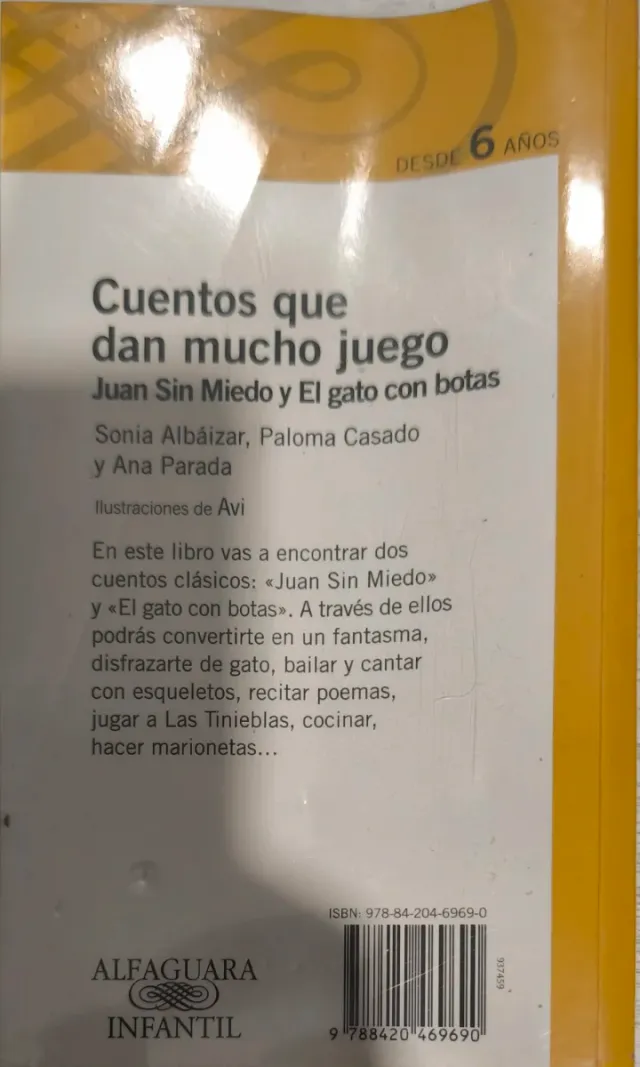 DESDE 6 AÑOS
Cuentos que
dan mucho juego
Juan Sin Miedo y El gato con botas
Sonia Albáizar, Paloma Casado
y Ana Parada
Ilustraciones de Avi
En este libro vas a encontrar dos
cuentos clásicos: «Juan Sin Miedo»
y «El gato con botas». A través de ellos
podrás convertirte en un fantasma,
disfrazarte de gato, bailar y cantar
con esqueletos, recitar poemas,
jugar a Las Tinieblas, cocinar,
hacer marionetas...
ISBN: 978-84-204-6969-0
937459
9 788420 469690
ALFAGUARA
INFANTIL